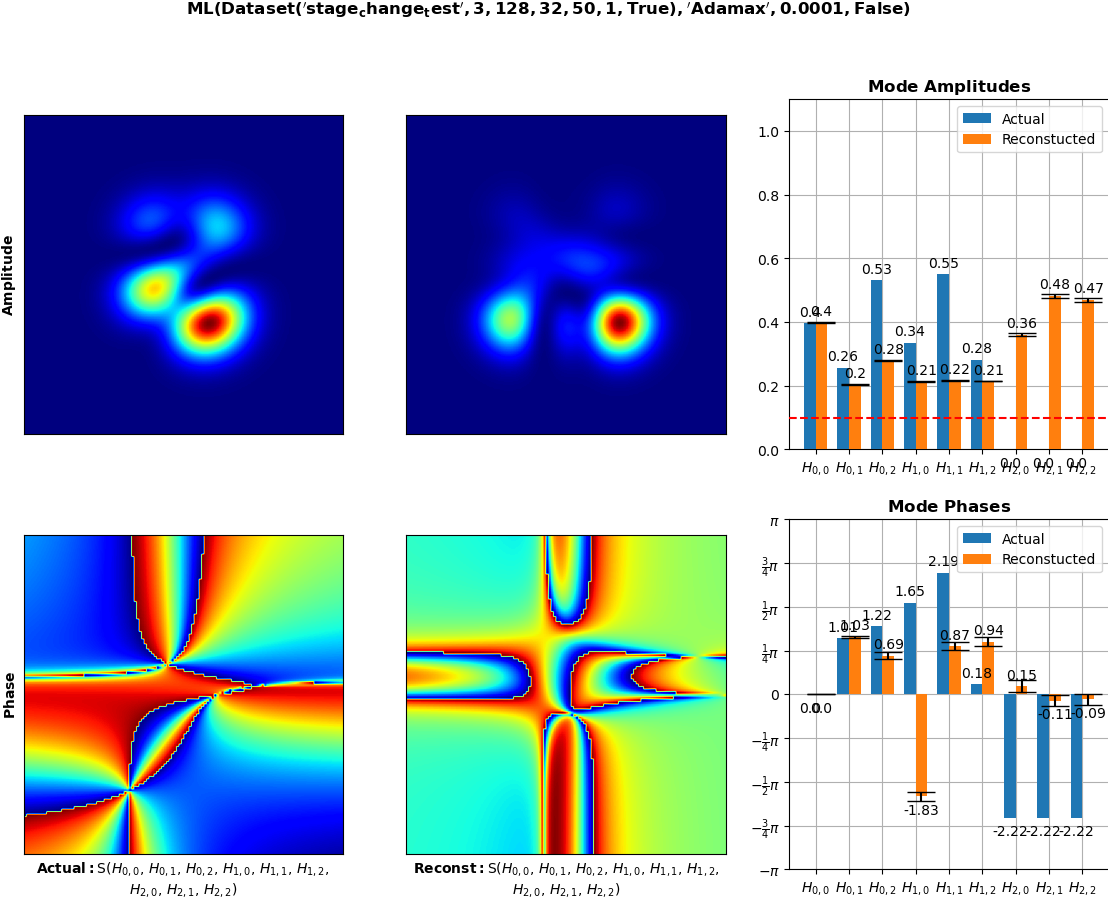 ML(Dataset('stage_change_test', 3, 128, 32, 50, 1, True), 'Adamax', 0.0001, False)
Amplitude
Mode Amplitudes
Actual
Reconstucted
1.0
0.8
0.6
0.4
0.2
0.0
0.4 0.4 0.26 0.2 0.53 0.28 0.34 0.21 0.55 0.22 0.28 0.21 0.0 0.36 0.0 0.48 0.0 0.47
H0,0 H0,1 H0,2 H1,0 H1,1 H1,2 H2,0 H2,1 H2,2
Phase
Actual: S(H0,0, H0,1, H0,2, H1,0, H1,1, H1,2,
H2,0, H2,1, H2,2)
Reconst: S(H0,0, H0,1, H0,2, H1,0, H1,1, H1,2,
H2,0, H2,1, H2,2)
Mode Phases
Actual
Reconstucted
π
3/4π
1/2π
1/4π
0
−1/4π
−1/2π
−3/4π
−π
0.0 0.0 1.01 1.03 1.22 0.69 1.65 -1.83 2.19 0.87 0.18 0.94 -2.22 0.15 -2.22 -0.11 -2.22 -0.09
H0,0 H0,1 H0,2 H1,0 H1,1 H1,2 H2,0 H2,1 H2,2